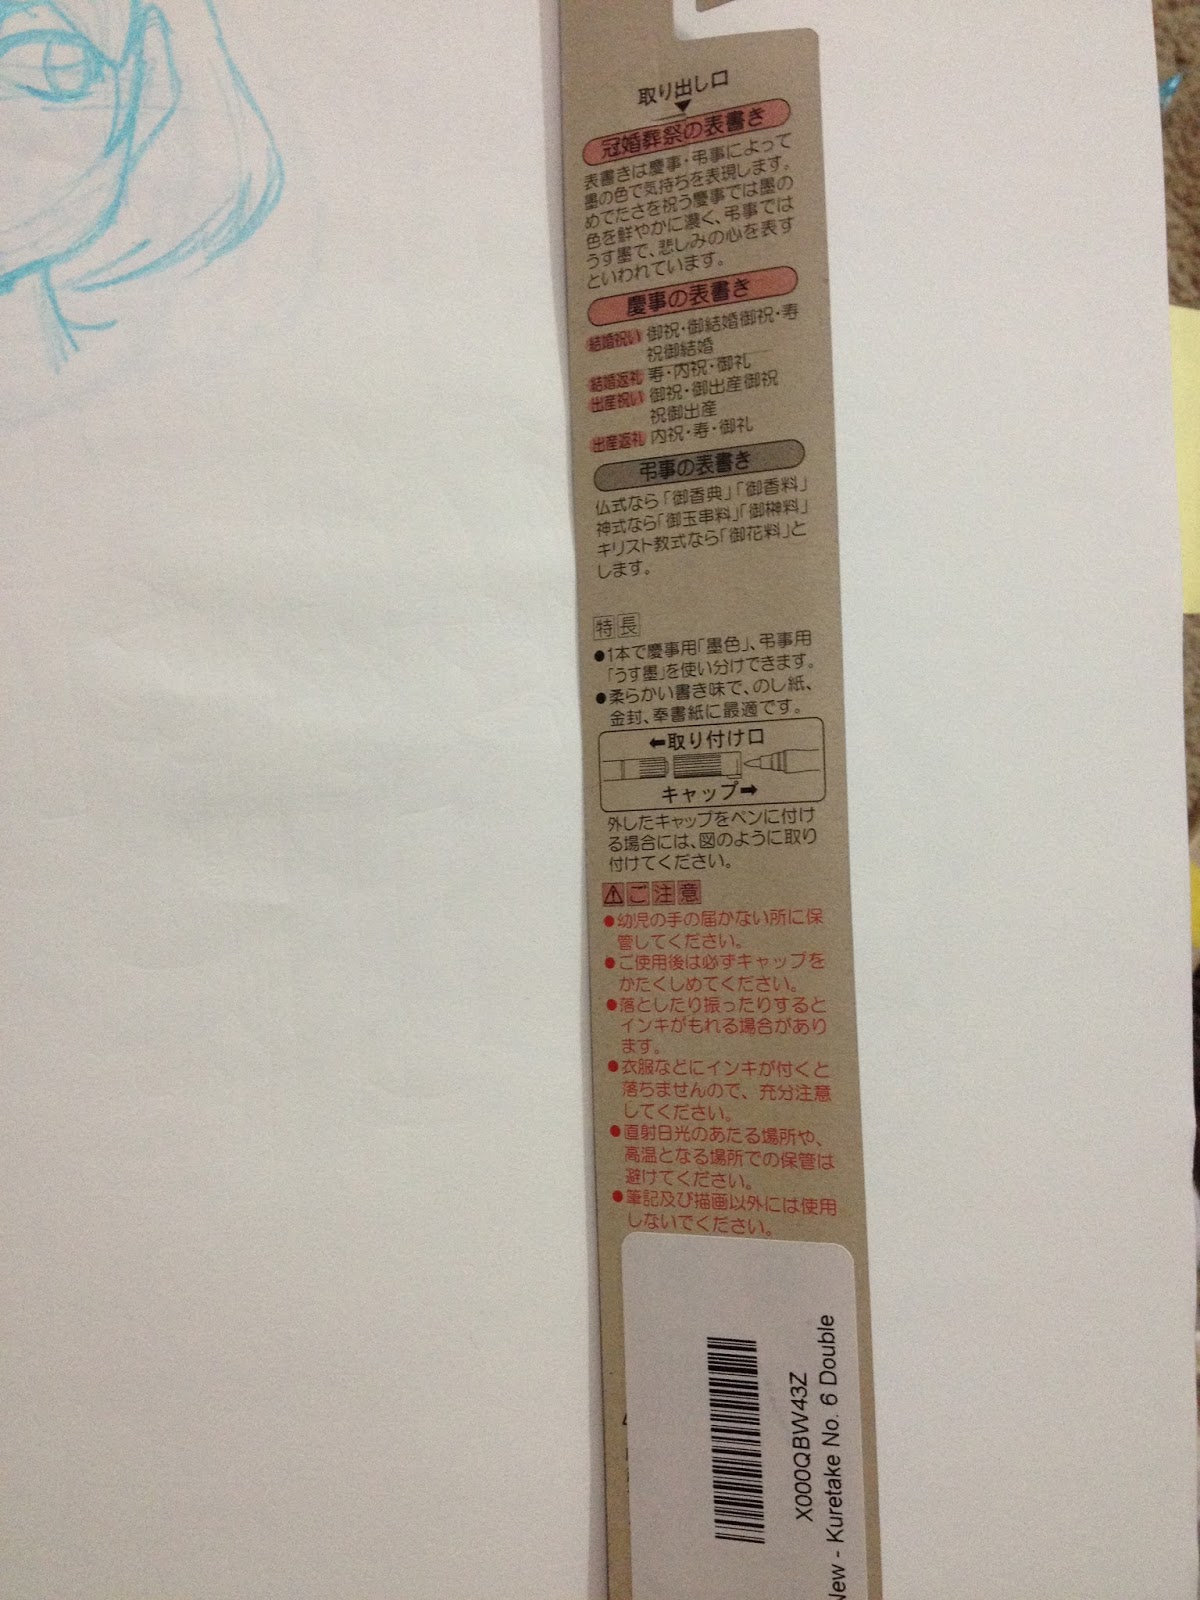 取り出し口
冠婚葬祭の表書き
表書きは慶事・弔事によって
墨の色で気持ちを表現します。
めでたさを祝う慶事では墨の
色を鮮やかに濃く、弔事では
うす墨で、悲しみの心を表す
といわれています。
慶事の表書き
結婚祝い 御祝・御結婚御祝・寿
祝御結婚
結婚返礼 寿・内祝・御礼
出産祝い 御祝・御出産御祝
祝御出産
出産返礼 内祝・寿・御礼
弔事の表書き
仏式なら「御香典」「御香料」
神式なら「御玉串料」「御榊料」
キリスト教式なら「御花料」と
します。
特長
●1本で慶事用「墨色」、弔事用
「うす墨」を使い分けできます。
●柔らかい書き味で、のし紙、
金封、奉書紙に最適です。
⬅取り付け口
キャップ➡
外したキャップをペンに付け
る場合には、図のように取り
付けてください。
⚠ご注意
●幼児の手の届かない所に保
管してください。
●ご使用後は必ずキャップを
かたくしめてください。
●落としたり振ったりすると
インキがもれる場合があり
ます。
●衣服などにインキが付くと
落ちませんので、充分注意
してください。
●直射日光のあたる場所や、
高温となる場所での保管は
避けてください。
●筆記及び描画以外には使用
しないでください。
X000QBW43Z
New - Kuretake No. 6 Double